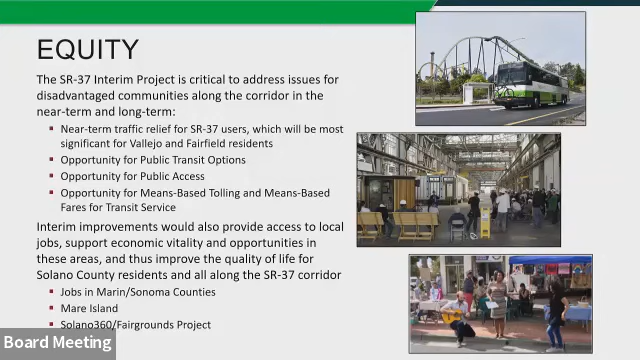 EQUITY
The SR-37 Interim Project is critical to address issues for
disadvantaged communities along the corridor in the
near-term and long-term:
▪ Near-term traffic relief for SR-37 users, which will be most
significant for Vallejo and Fairfield residents
▪ Opportunity for Public Transit Options
▪ Opportunity for Public Access
▪ Opportunity for Means-Based Tolling and Means-Based
Fares for Transit Service
Interim improvements would also provide access to local
jobs, support economic vitality and opportunities in
these areas, and thus improve the quality of life for
Solano County residents and all along the SR-37 corridor
▪ Jobs in Marin/Sonoma Counties
▪ Mare Island
▪ Solano360/Fairgrounds Project
Board Meeting